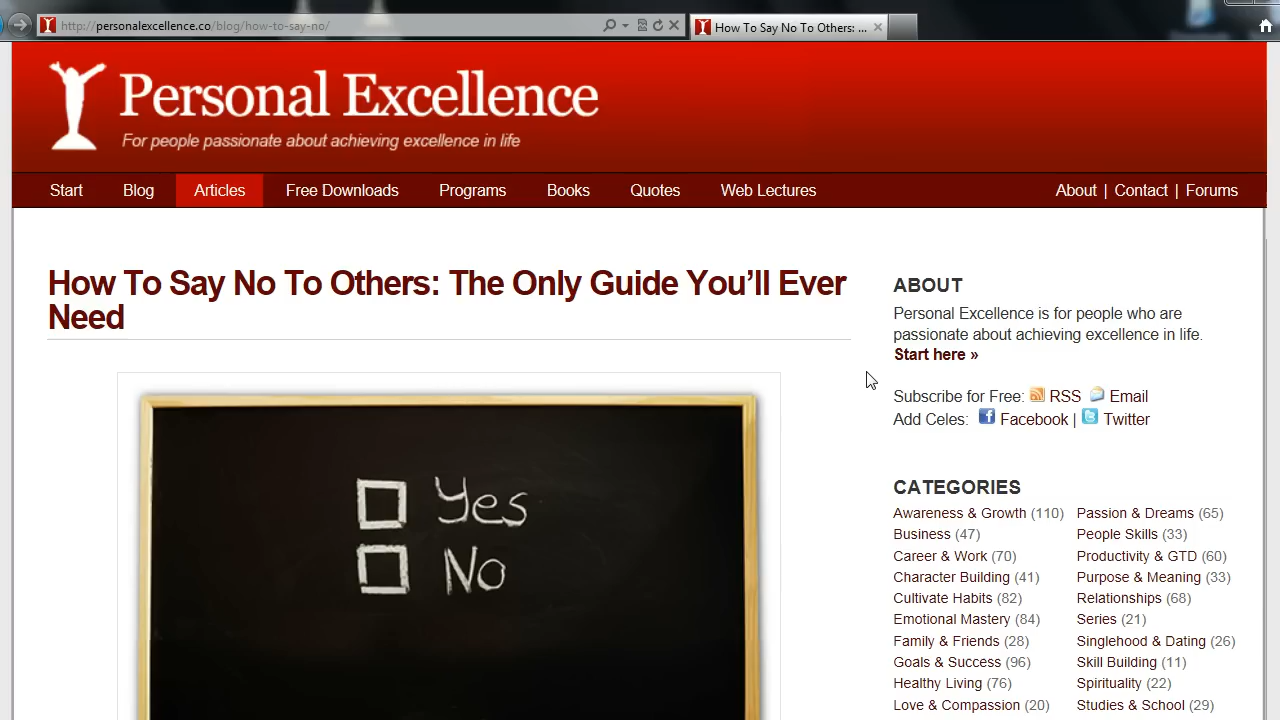 http://personalexcellence.co/blog/how-to-say-no/
How To Say No To Others: ...
Personal Excellence
For people passionate about achieving excellence in life
Start Blog Articles Free Downloads Programs Books Quotes Web Lectures About | Contact | Forums
How To Say No To Others: The Only Guide You’ll Ever
Need
Yes
No
ABOUT
Personal Excellence is for people who are
passionate about achieving excellence in life.
Start here »
Subscribe for Free: RSS Email
Add Celes: Facebook | Twitter
CATEGORIES
Awareness & Growth (110) Passion & Dreams (65)
Business (47) People Skills (33)
Career & Work (70) Productivity & GTD (60)
Character Building (41) Purpose & Meaning (33)
Cultivate Habits (82) Relationships (68)
Emotional Mastery (84) Series (21)
Family & Friends (28) Singlehood & Dating (26)
Goals & Success (96) Skill Building (11)
Healthy Living (76) Spirituality (22)
Love & Compassion (20) Studies & School (29)